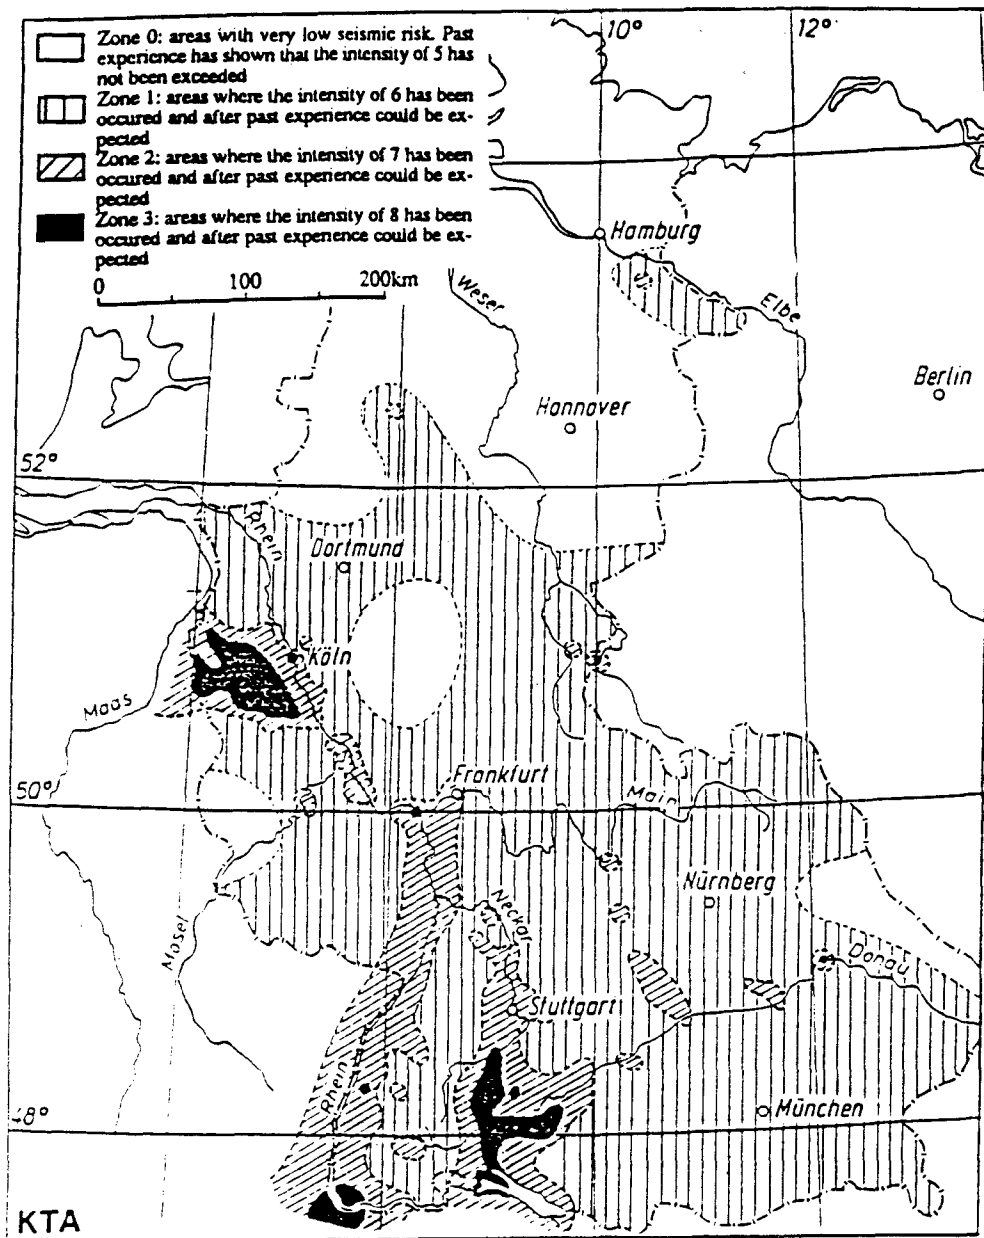 Zone 0: areas with very low seismic risk. Past
experience has shown that the intensity of 5 has
not been exceeded
Zone 1: areas where the intensity of 6 has been
occured and after past experience could be ex-
pected
Zone 2: areas where the intensity of 7 has been
occured and after past experience could be ex-
pected
Zone 3: areas where the intensity of 8 has been
occured and after past experience could be ex-
pected
0 100 200km
10°
12°
Hamburg
Weser
Elbe
Berlin
Hannover
52°
Rhein
Dortmund
Köln
Maas
50°
Frankfurt
Main
Nürnberg
Neckar
Mosel
Donau
Stuttgart
Rhein
48°
München
KTA